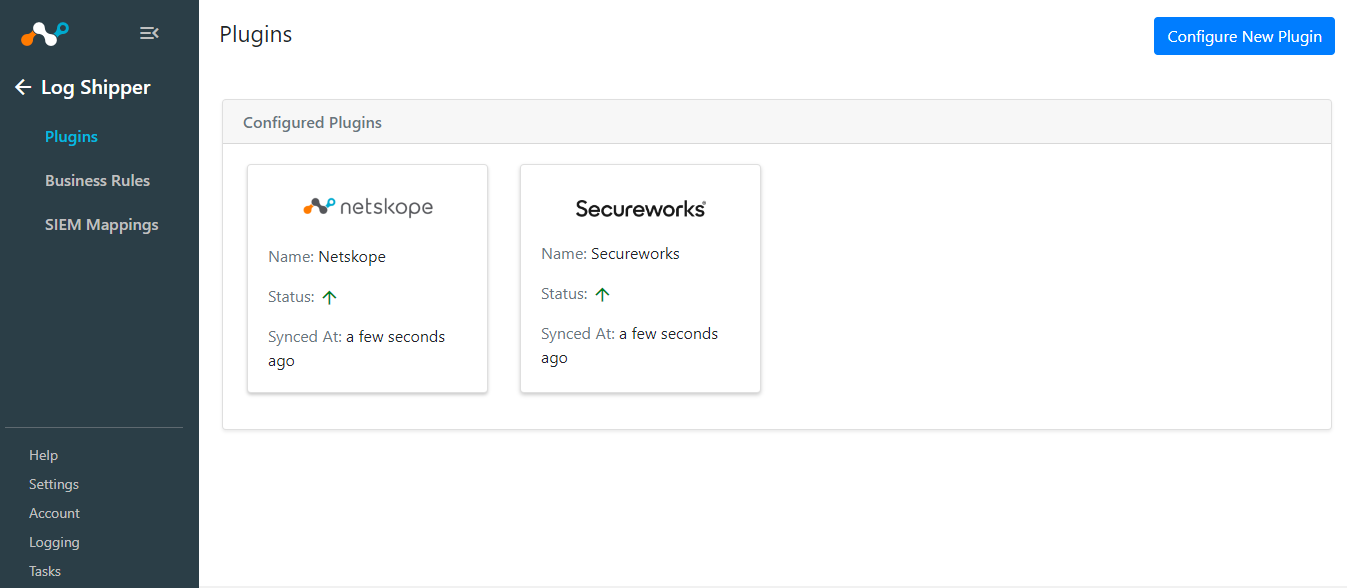 Plugins
Configure New Plugin
Log Shipper
Plugins
Business Rules
SIEM Mappings
Configured Plugins
netskope
Name: Netskope
Status:
Synced At: a few seconds
ago
Secureworks
Name: Secureworks
Status:
Synced At: a few seconds
ago
Help
Settings
Account
Logging
Tasks